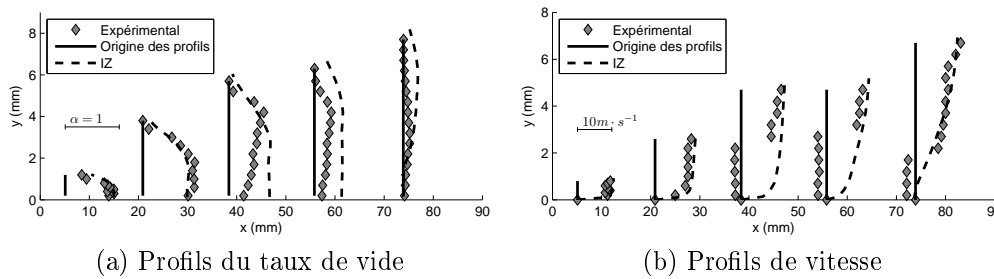 Expérimental
Origine des profils
IZ
α = 1
y (mm)
8
6
4
2
0
0 10 20 30 40 50 60 70 80 90
x (mm)
(a) Profils du taux de vide
Expérimental
Origine des profils
IZ
10m · s⁻¹
y (mm)
8
6
4
2
0
0 10 20 30 40 50 60 70 80 90
x (mm)
(b) Profils de vitesse